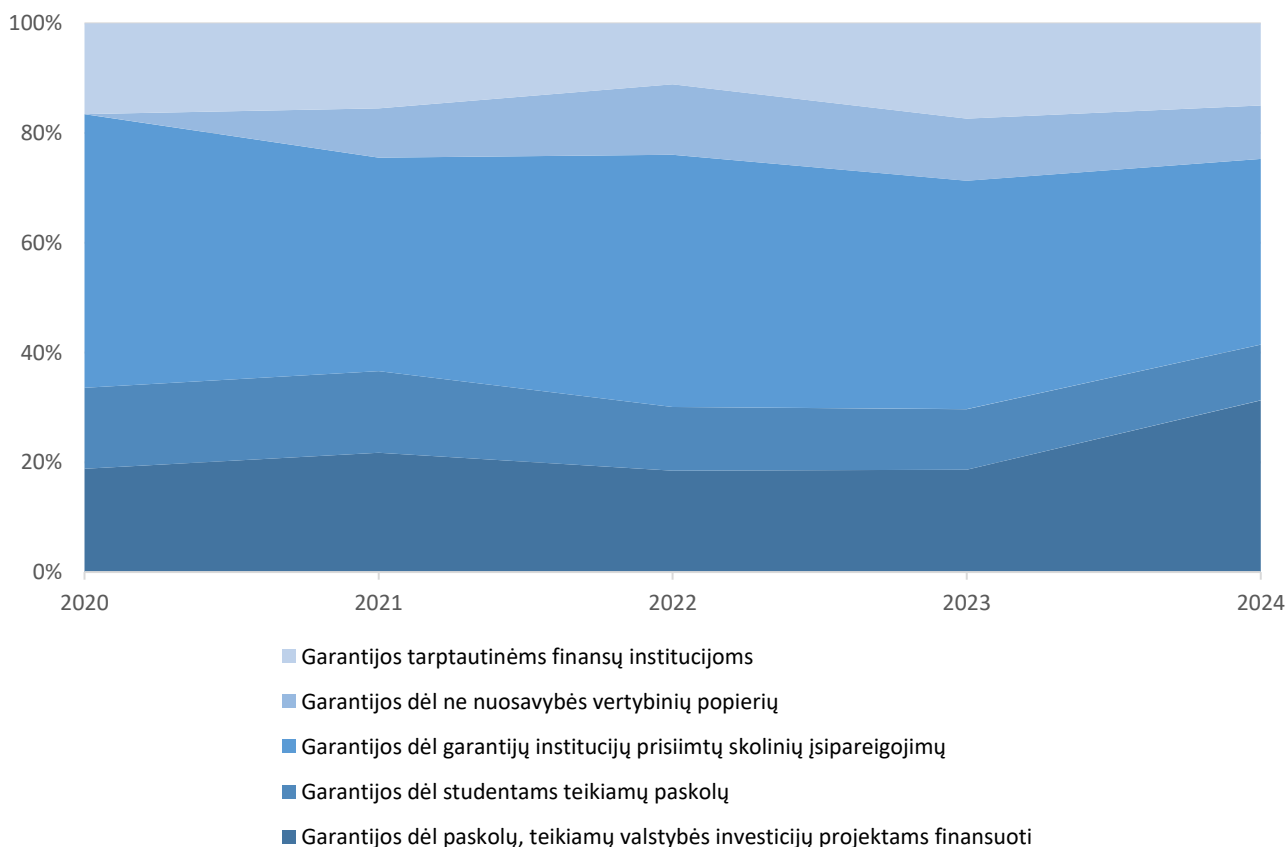 100%
80%
60%
40%
20%
0%
2020 2021 2022 2023 2024
Garantijos tarptautinėms finansų institucijoms
Garantijos dėl ne nuosavybės vertybinių popierių
Garantijos dėl garantijų institucijų prisiimtų skolinių įsipareigojimų
Garantijos dėl studentams teikiamų paskolų
Garantijos dėl paskolų, teikiamų valstybės investicijų projektams finansuoti